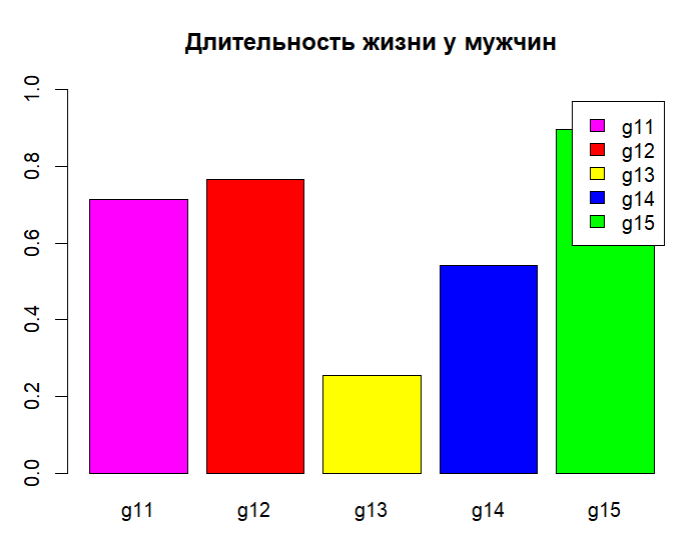 Длительность жизни у мужчин
1.0
0.8
0.6
0.4
0.2
0.0
g11
g12
g13
g14
g15
g11 g12 g13 g14 g15